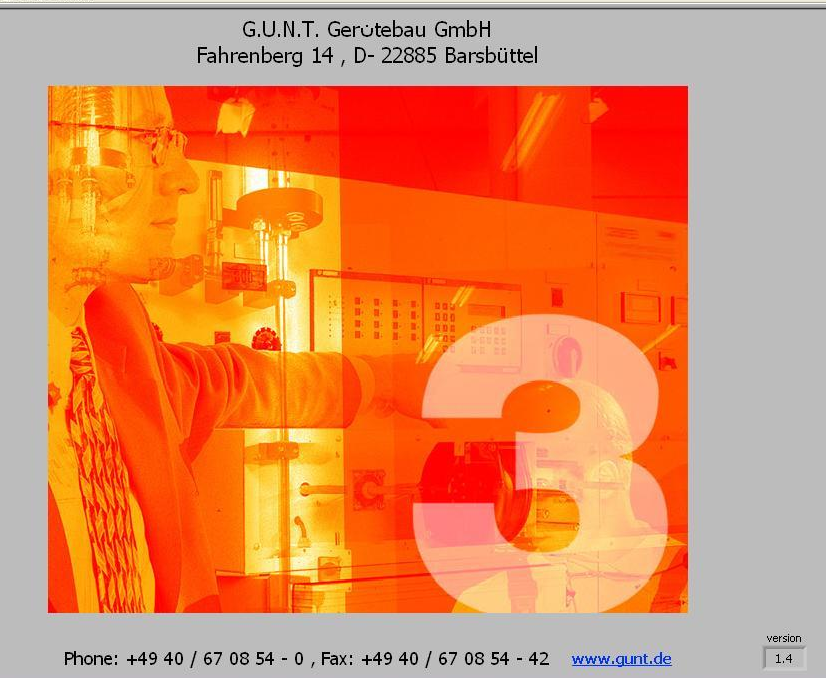 G.U.N.T. Gerὸtebau GmbH
Fahrenberg 14 , D- 22885 Barsbüttel
3
Phone: +49 40 / 67 08 54 - 0 , Fax: +49 40 / 67 08 54 - 42 www.gunt.de
version
1.4